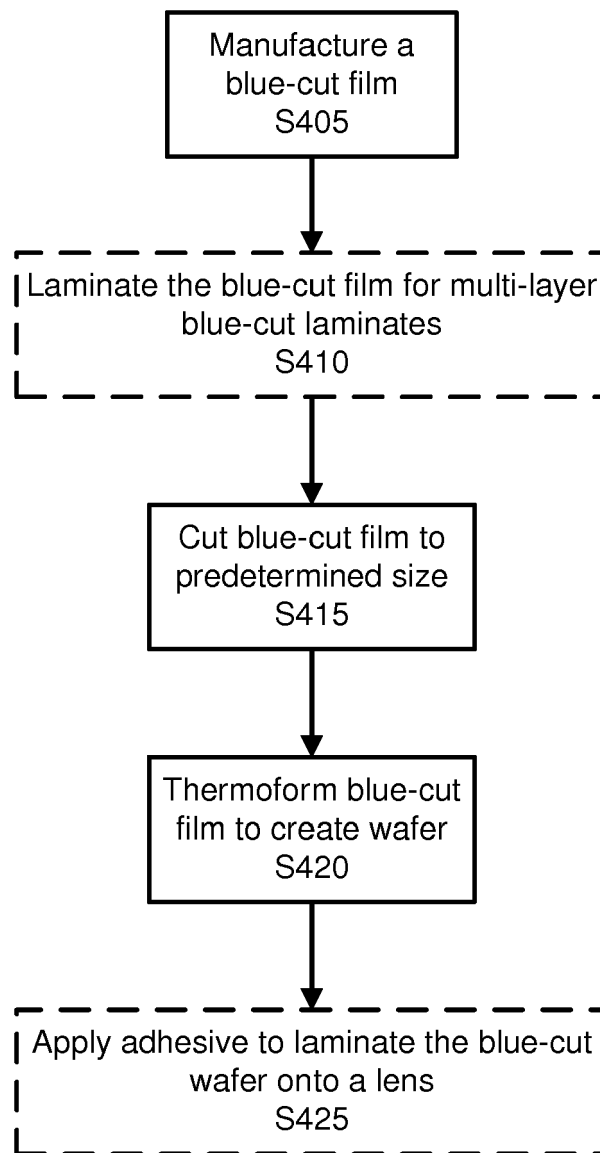 Manufacture a
blue-cut film
S405
Laminate the blue-cut film for multi-layer
blue-cut laminates
S410
Cut blue-cut film to
predetermined size
S415
Thermoform blue-cut
film to create wafer
S420
Apply adhesive to laminate the blue-cut
wafer onto a lens
S425